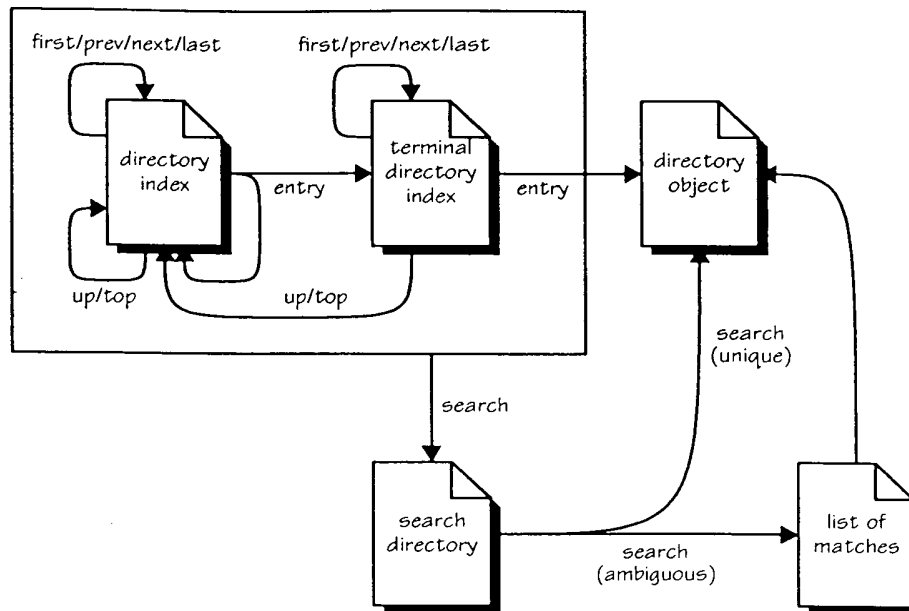 first/prev/next/last
first/prev/next/last
directory
index
terminal
directory
index
directory
object
entry
entry
up/top
up/top
search
(unique)
search
search
directory
search
(ambiguous)
list of
matches